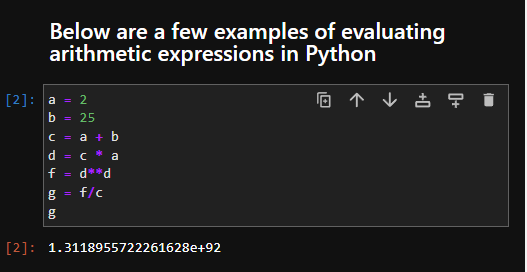 Below are a few examples of evaluating
arithmetic expressions in Python
[2]:
a = 2
b = 25
c = a + b
d = c * a
f = d**d
g = f/c
g
[2]: 1.3118955722261628e+92